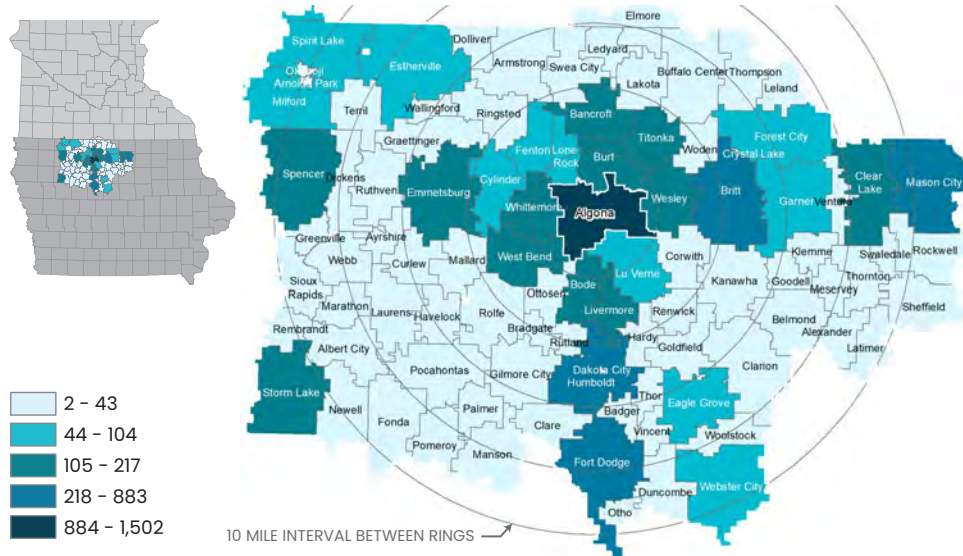 Elmore
Dolliver
Spirit Lake
Ledyard
Armstrong
Swea City
Estherville
Buffalo Center
Thompson
Arnolds Park
Lakota
Leland
Milford
Terril
Wallingford
Ringsted
Bancroft
Titonka
Forest City
Graettinger
Fenton
Lone
Rock
Burt
Woden
Crystal Lake
Spencer
Dickens
Ruthven
Emmetsburg
Cylinder
Whittemore
Algona
Wesley
Britt
Garner
Ventura
Clear
Lake
Mason City
Greenville
Ayrshire
Webb
Curlew
Mallard
West Bend
Lu Verne
Corwith
Klemme
Swaledale
Rockwell
Sioux
Rapids
Marathon
Laurens
Havelock
Rolfe
Ottosen
Bode
Livermore
Renwick
Kanawha
Goodell
Meservey
Thornton
Sheffield
Rembrandt
Albert City
Bradgate
Rutland
Hardy
Goldfield
Belmond
Alexander
Latimer
Pocahontas
Gilmore City
Dakota City
Humboldt
Clarion
Storm Lake
Newell
Fonda
Palmer
Clare
Badger
Thor
Eagle Grove
Pomeroy
Manson
Vincent
Woolstock
Fort Dodge
Webster City
Duncombe
Otho
2 - 43
44 - 104
105 - 217
218 - 883
884 - 1,502
10 MILE INTERVAL BETWEEN RINGS